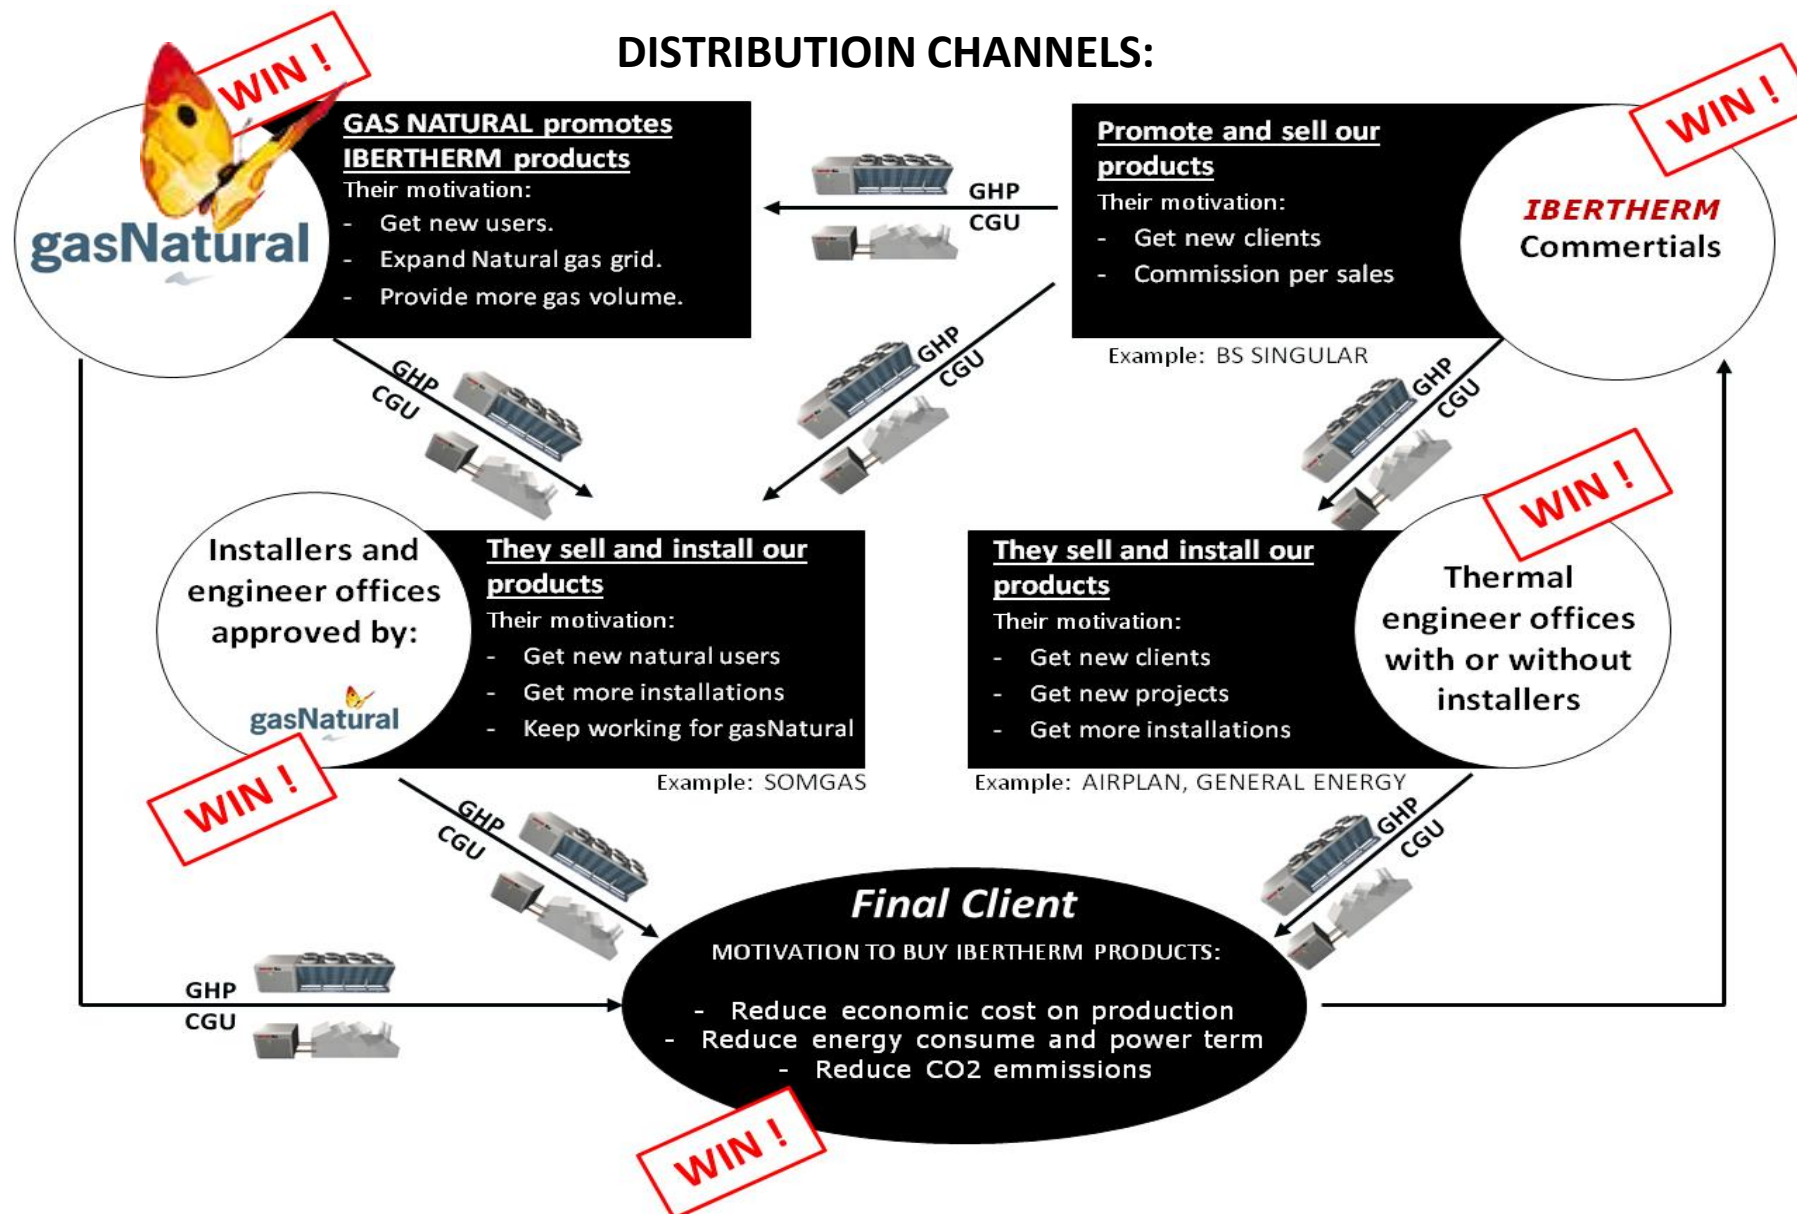 DISTRIBUTIOIN CHANNELS:
WIN !
gasNatural
GAS NATURAL promotes
IBERTHERM products
Their motivation:
- Get new users.
- Expand Natural gas grid.
- Provide more gas volume.
GHP
CGU
Promote and sell our
products
Their motivation:
- Get new clients
- Commission per sales
Example: BS SINGULAR
WIN !
IBERTHERM
Commertials
GHP
CGU
GHP
CGU
GHP
CGU
Installers and
engineer offices
approved by:
gasNatural
WIN !
They sell and install our
products
Their motivation:
- Get new natural users
- Get more installations
- Keep working for gasNatural
Example: SOMGAS
They sell and install our
products
Their motivation:
- Get new clients
- Get new projects
- Get more installations
Example: AIRPLAN, GENERAL ENERGY
WIN !
Thermal
engineer offices
with or without
installers
GHP
CGU
GHP
CGU
GHP
CGU
Final Client
MOTIVATION TO BUY IBERTHERM PRODUCTS:
- Reduce economic cost on production
- Reduce energy consume and power term
- Reduce CO2 emmissions
WIN !